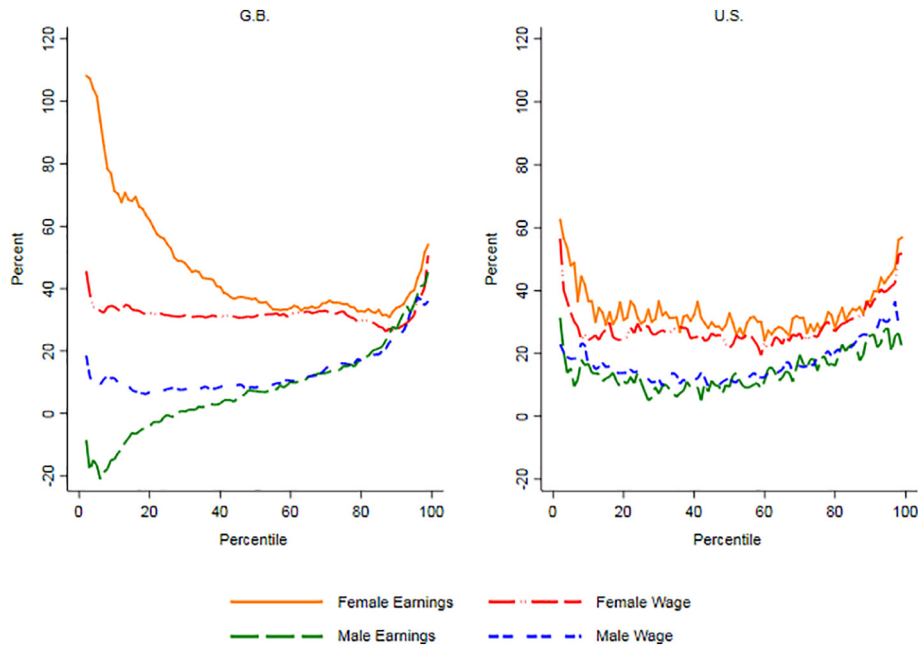 G.B.
U.S.
120
100
80
60
40
20
0
-20
Percent
0 20 40 60 80 100
Percentile
120
100
80
60
40
20
0
-20
Percent
0 20 40 60 80 100
Percentile
Female Earnings
Female Wage
Male Earnings
Male Wage